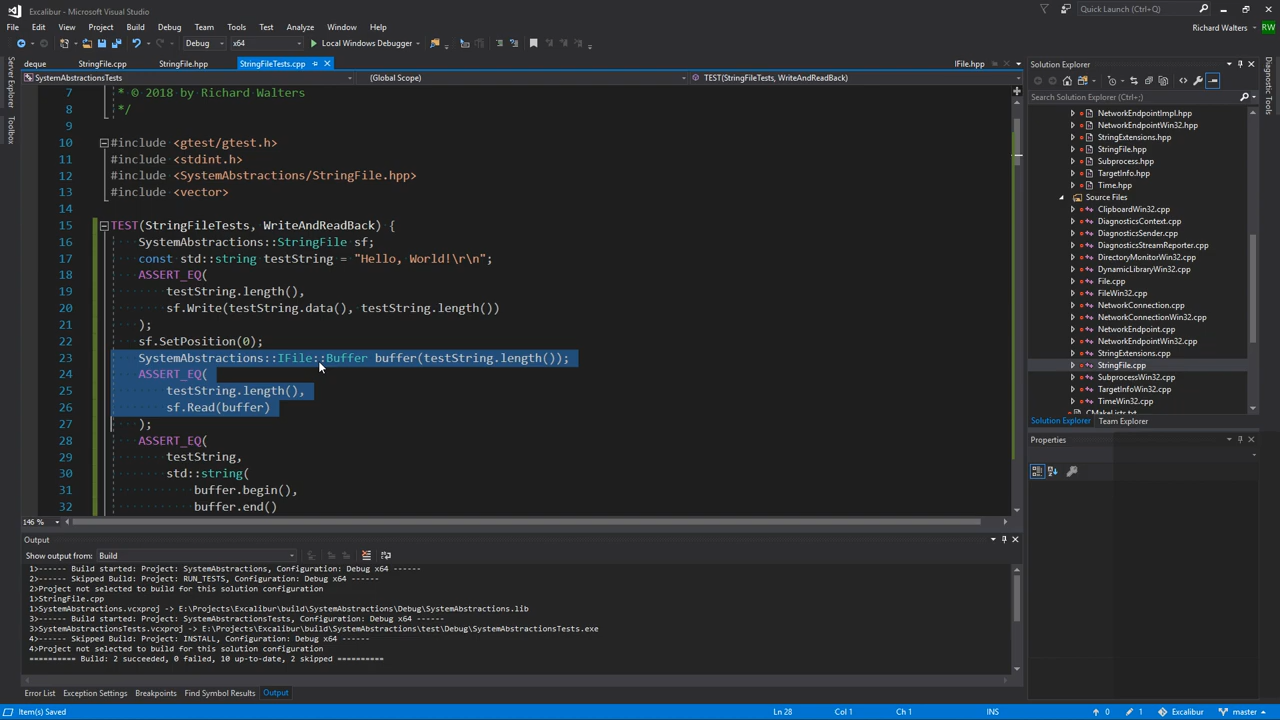 Excalibur - Microsoft Visual Studio
Quick Launch (Ctrl+Q)
File Edit View Project Build Debug Team Tools Test Analyze Window Help
Richard Walters RW
Debug x64 Local Windows Debugger
deque StringFile.cpp StringFile.hpp StringFileTests.cpp IFile.hpp
SystemAbstractionsTests (Global Scope) TEST(StringFileTests, WriteAndReadBack)
Server Explorer
Toolbox
7 * © 2018 by Richard Walters
8 */
9
10 #include <gtest/gtest.h>
11 #include <stdint.h>
12 #include <SystemAbstractions/StringFile.hpp>
13 #include <vector>
14
15 TEST(StringFileTests, WriteAndReadBack) {
16 SystemAbstractions::StringFile sf;
17 const std::string testString = "Hello, World!\r\n";
18 ASSERT_EQ(
19 testString.length(),
20 sf.Write(testString.data(), testString.length())
21 );
22 sf.SetPosition(0);
23 SystemAbstractions::IFile::Buffer buffer(testString.length());
24 ASSERT_EQ(
25 testString.length(),
26 sf.Read(buffer)
27 );
28 ASSERT_EQ(
29 testString,
30 std::string(
31 buffer.begin(),
32 buffer.end()
146 %
Solution Explorer
Search Solution Explorer (Ctrl+;)
NetworkEndpointImpl.hpp
NetworkEndpointWin32.hpp
StringExtensions.hpp
StringFile.hpp
Subprocess.hpp
TargetInfo.hpp
Time.hpp
Source Files
ClipboardWin32.cpp
DiagnosticsContext.cpp
DiagnosticsSender.cpp
DiagnosticsStreamReporter.cpp
DirectoryMonitorWin32.cpp
DynamicLibraryWin32.cpp
File.cpp
FileWin32.cpp
NetworkConnection.cpp
NetworkConnectionWin32.cpp
NetworkEndpoint.cpp
NetworkEndpointWin32.cpp
StringExtensions.cpp
StringFile.cpp
SubprocessWin32.cpp
TargetInfoWin32.cpp
TimeWin32.cpp
CMakeLists.txt
Solution Explorer Team Explorer
Properties
Diagnostic Tools
Output
Show output from: Build
1>------ Build started: Project: SystemAbstractions, Configuration: Debug x64 ------
2>------ Skipped Build: Project: RUN_TESTS, Configuration: Debug x64 ------
2>Project not selected to build for this solution configuration
1>StringFile.cpp
1>SystemAbstractions.vcxproj -> E:\Projects\Excalibur\build\SystemAbstractions\Debug\SystemAbstractions.lib
3>------ Build started: Project: SystemAbstractionsTests, Configuration: Debug x64 ------
3>SystemAbstractionsTests.vcxproj -> E:\Projects\Excalibur\build\SystemAbstractions\test\Debug\SystemAbstractionsTests.exe
4>------ Skipped Build: Project: INSTALL, Configuration: Debug x64 ------
4>Project not selected to build for this solution configuration
========== Build: 2 succeeded, 0 failed, 10 up-to-date, 2 skipped ==========
Error List Exception Settings Breakpoints Find Symbol Results Output
Item(s) Saved Ln 28 Col 1 Ch 1 INS 0 1 Excalibur master